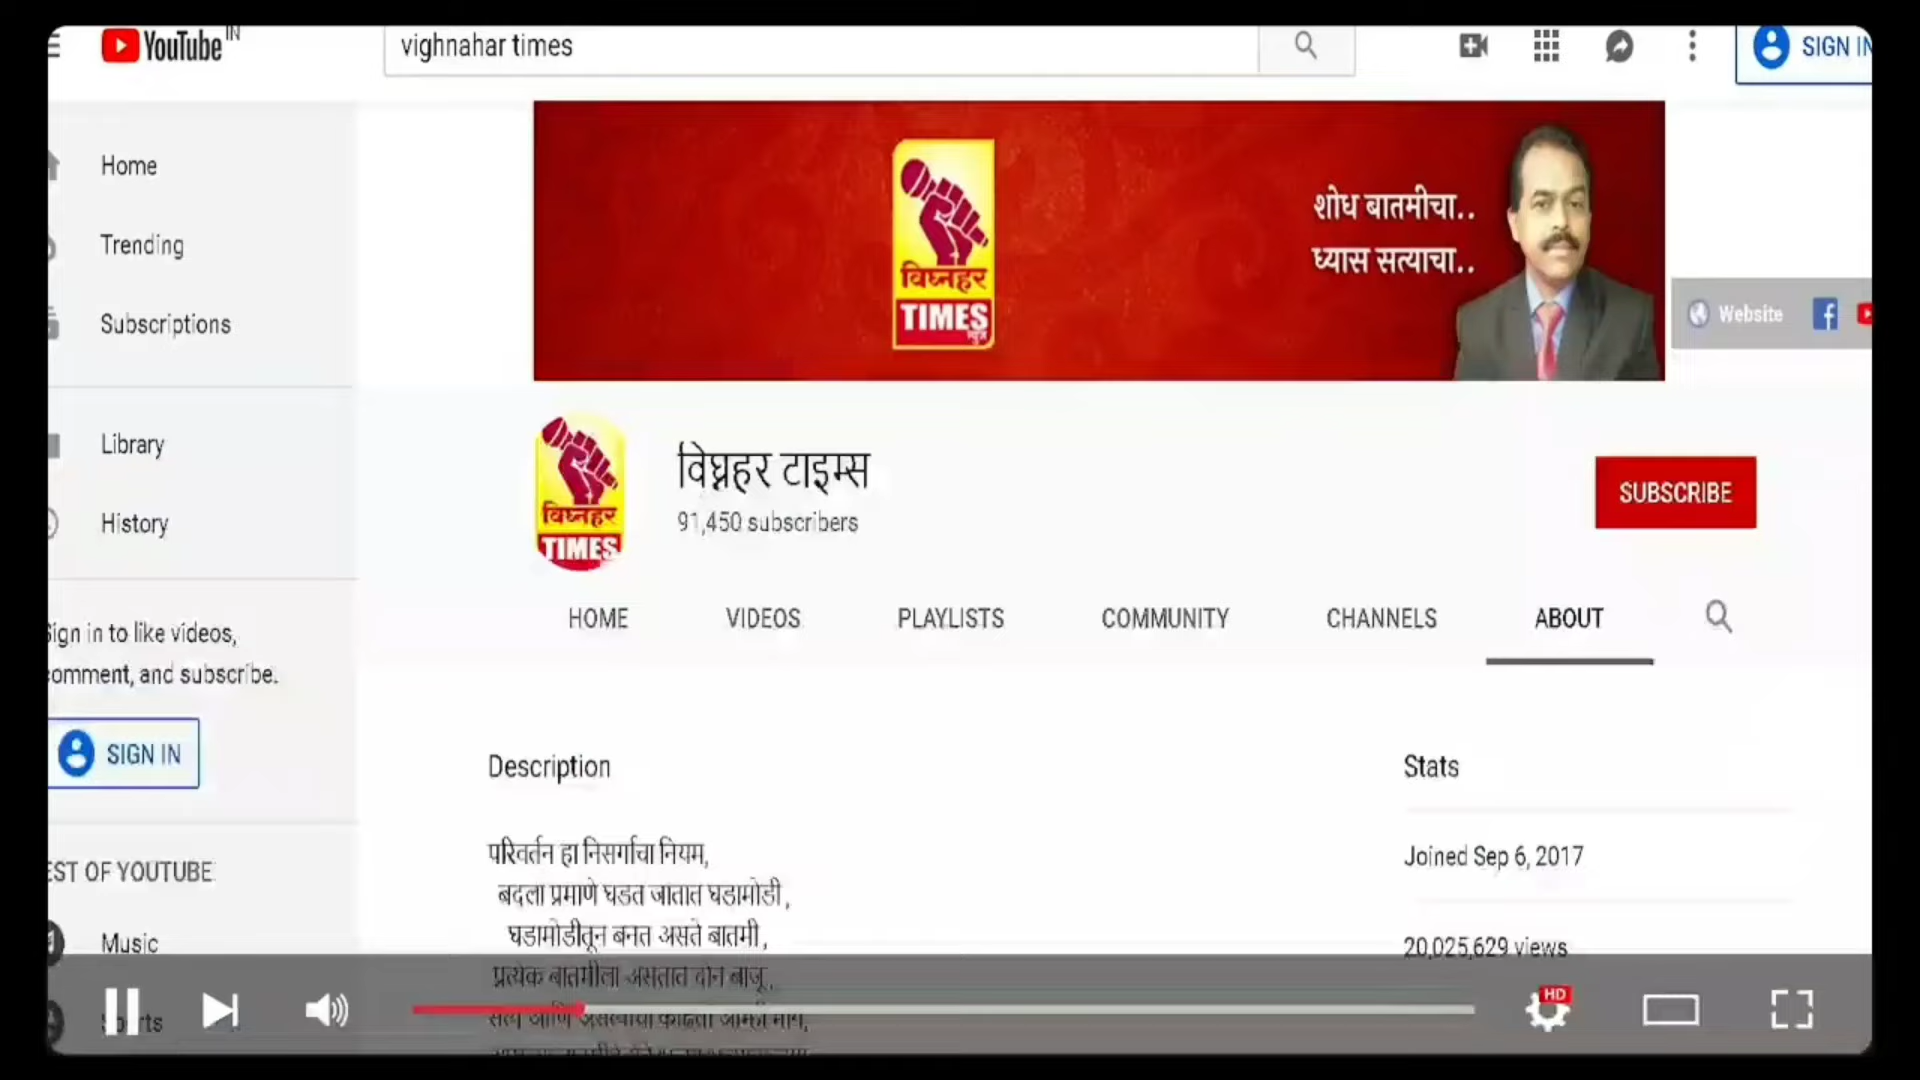 YouTube IN
vighnahar times
SIGN IN
Home
Trending
Subscriptions
Library
History
Sign in to like videos,
comment, and subscribe.
SIGN IN
EST OF YOUTUBE
Music
विघ्नहर
TIMES
न्यूज
शोध बातमीचा..
ध्यास सत्याचा..
Website
विघ्नहर
TIMES
विघ्नहर टाइम्स
91,450 subscribers
SUBSCRIBE
HOME VIDEOS PLAYLISTS COMMUNITY CHANNELS ABOUT
Description
परिवर्तन हा निसर्गाचा नियम,
बदला प्रमाणे घडत जातात घडामोडी,
घडामोडीतून बनत असते बातमी,
प्रत्येक बातमीला असतात दोन बाजू,
Stats
Joined Sep 6, 2017
20,025,629 views
HD